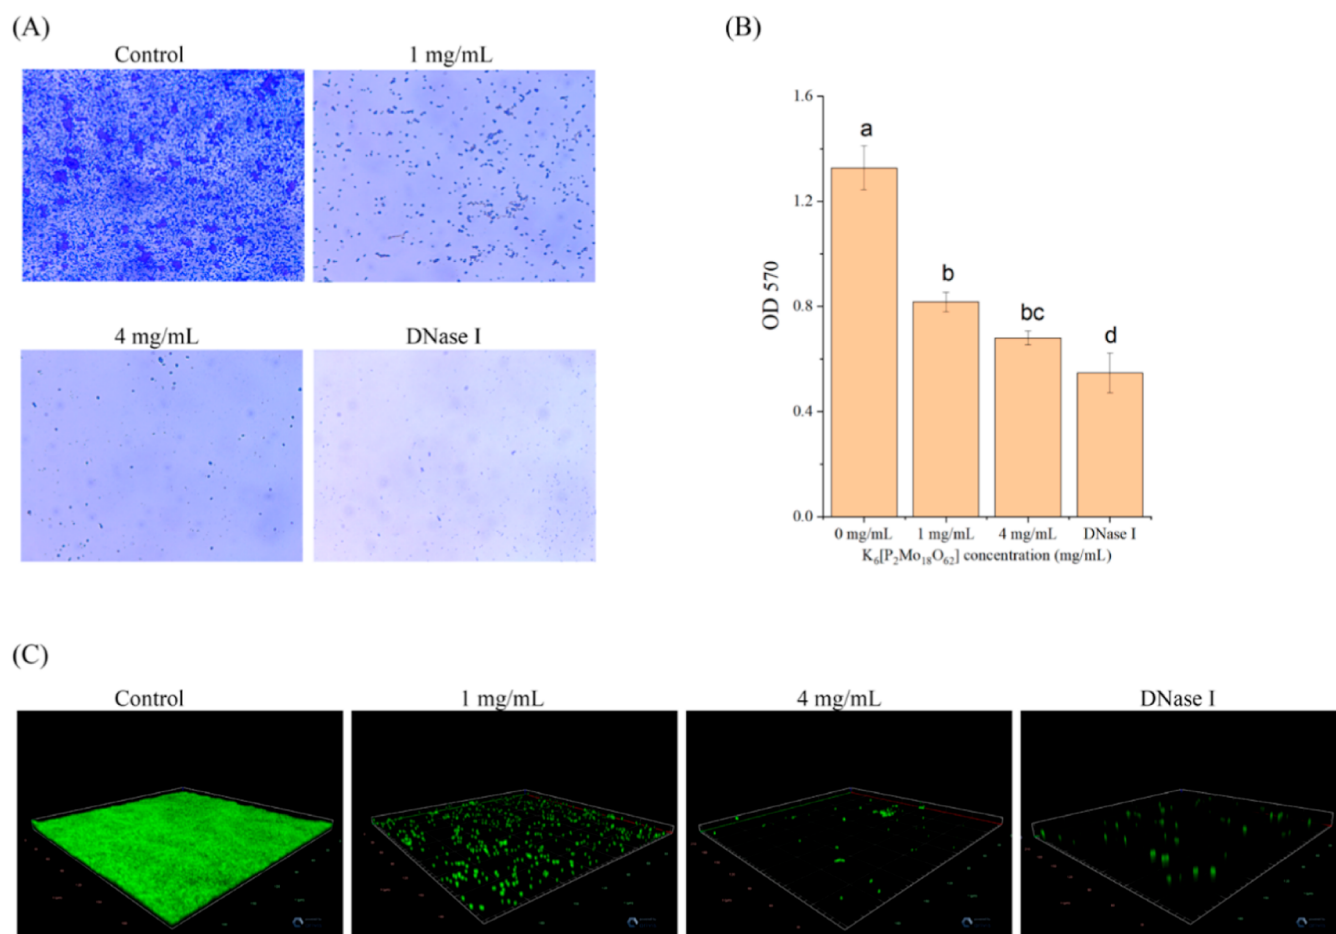 (A)
Control
1 mg/mL
4 mg/mL
DNase I
(B)
1.6
1.2
0.8
0.4
0.0
OD 570
a
b
bc
d
0 mg/mL
1 mg/mL
4 mg/mL
DNase I
K₆[P₂Mo₁₈O₆₂] concentration (mg/mL)
(C)
Control
1 mg/mL
4 mg/mL
DNase I